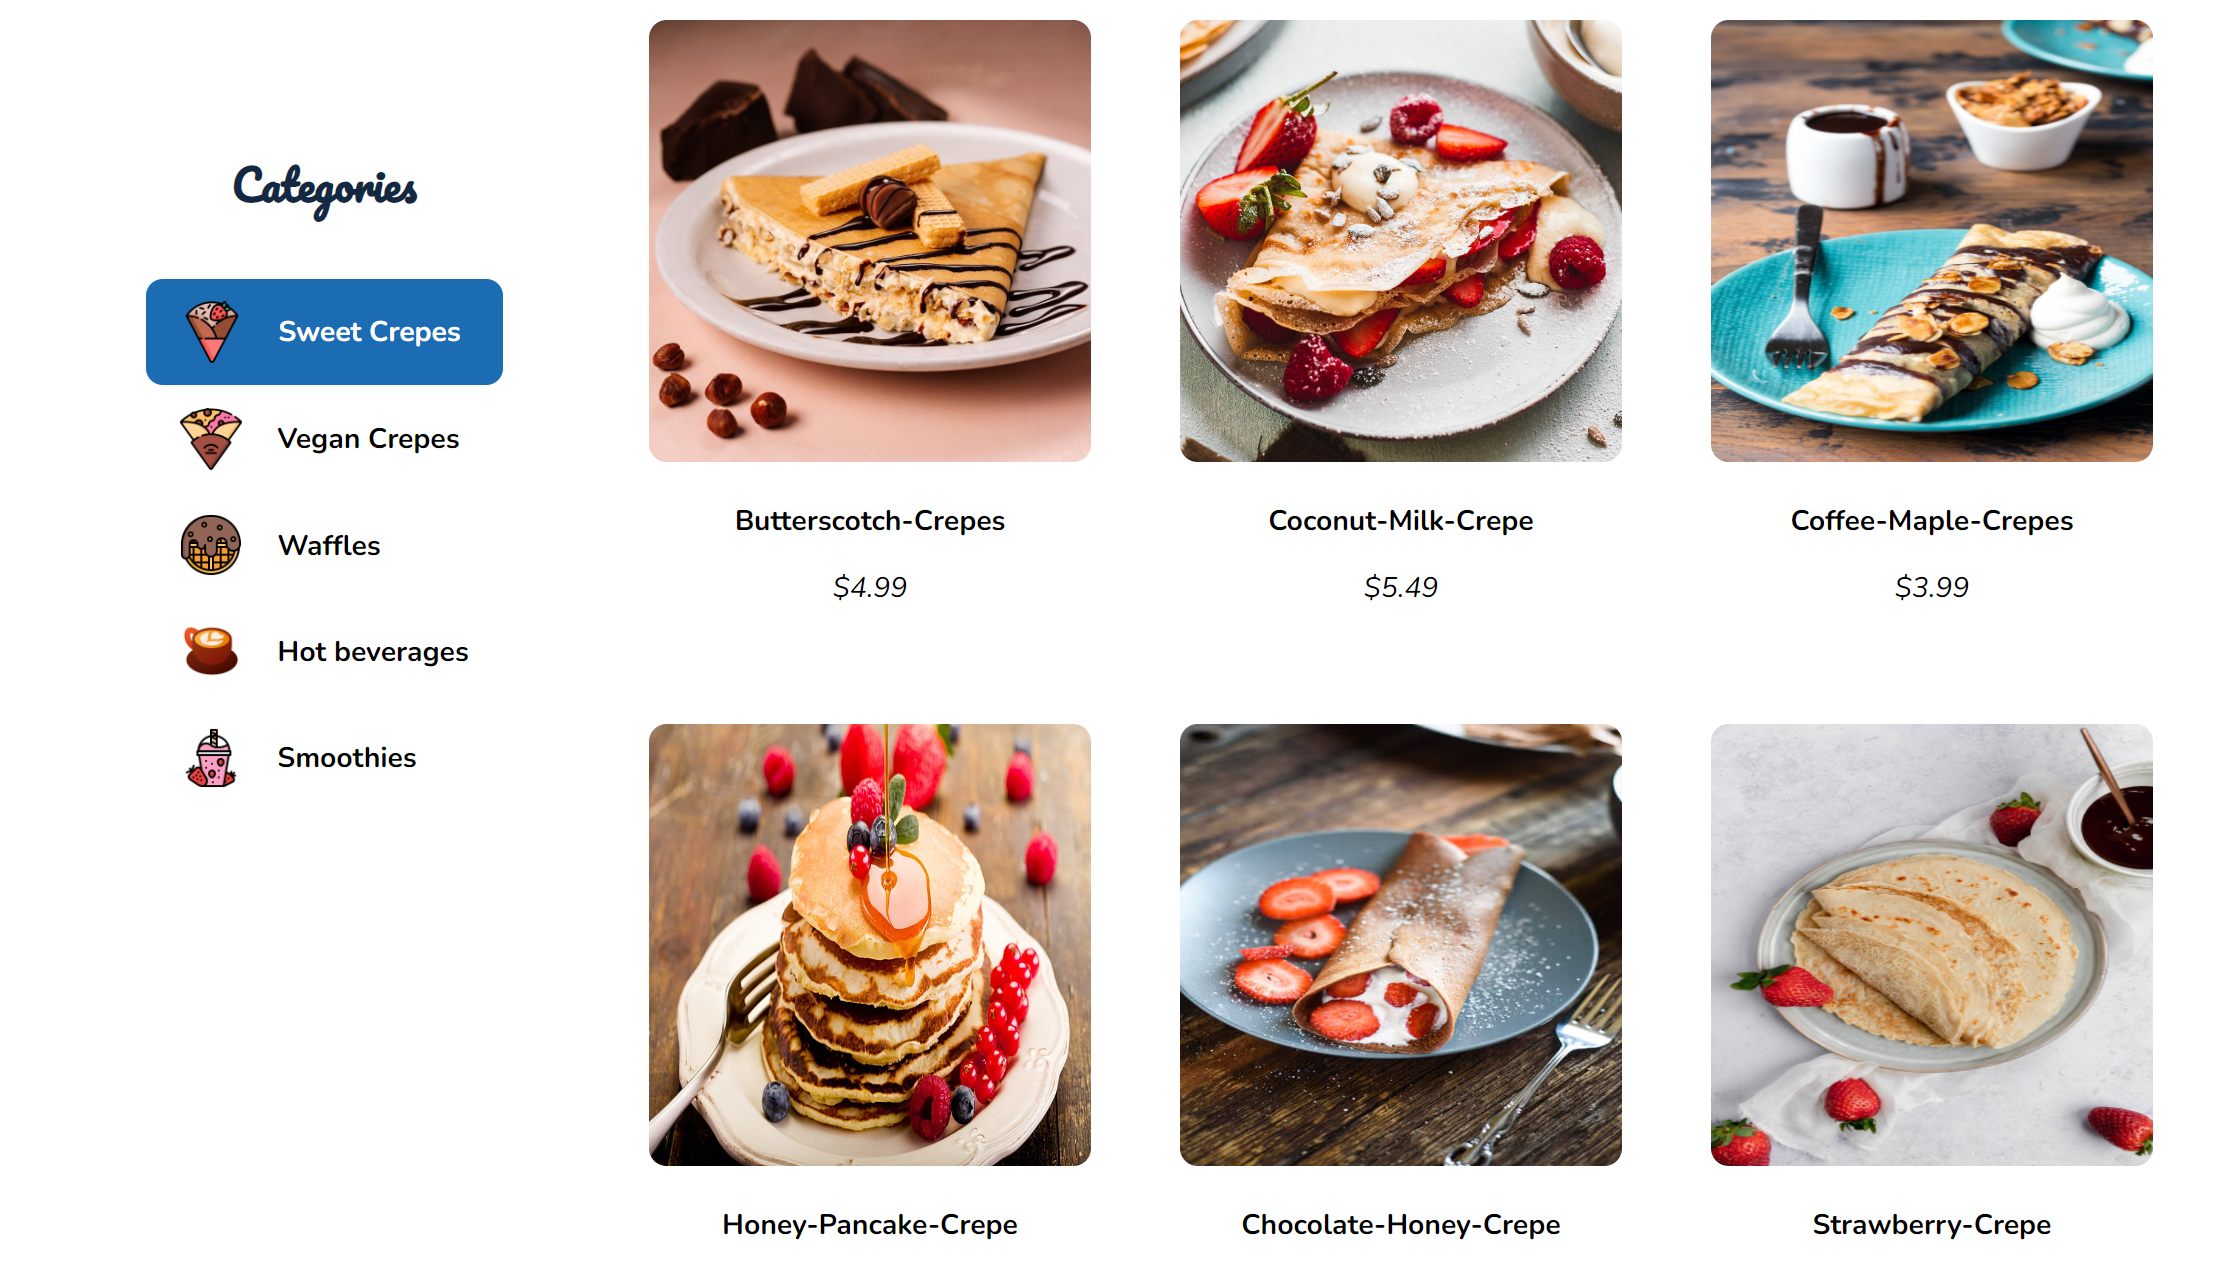 Categories
Sweet Crepes
Vegan Crepes
Waffles
Hot beverages
Smoothies
Butterscotch-Crepes
$4.99
Coconut-Milk-Crepe
$5.49
Coffee-Maple-Crepes
$3.99
Honey-Pancake-Crepe
Chocolate-Honey-Crepe
Strawberry-Crepe